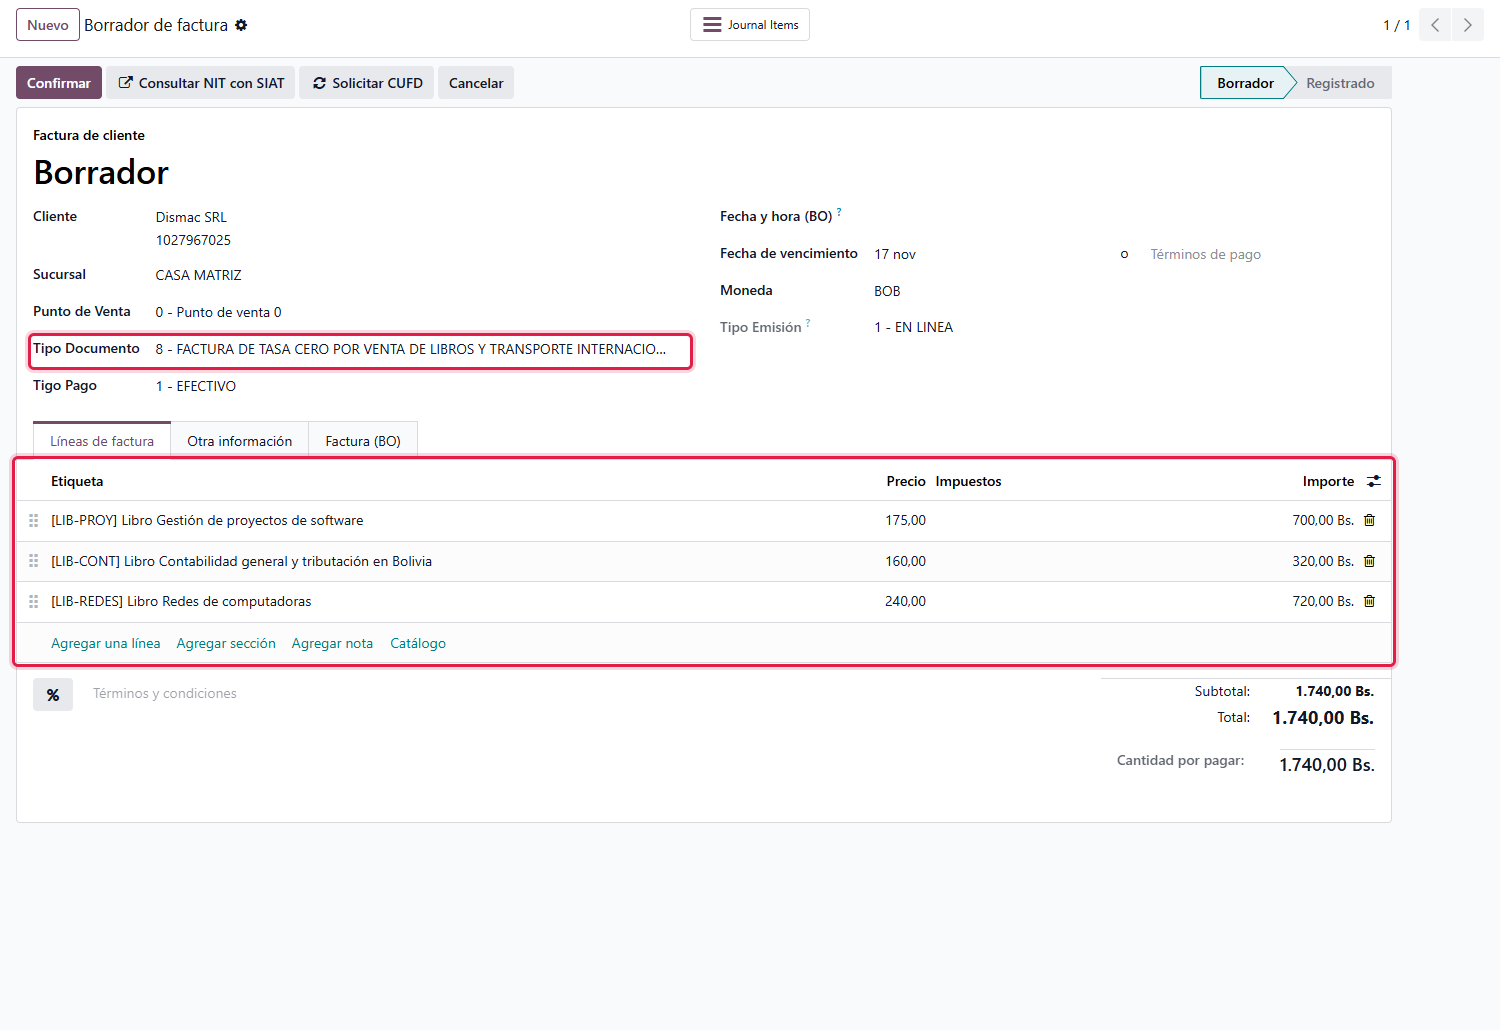 Nuevo Borrador de factura
Journal Items
1 / 1
Confirmar Consultar NIT con SIAT Solicitar CUFD Cancelar
Borrador Registrado
Factura de cliente
Borrador
Cliente Dismac SRL
1027967025
Sucursal CASA MATRIZ
Punto de Venta 0 - Punto de venta 0
Tipo Documento 8 - FACTURA DE TASA CERO POR VENTA DE LIBROS Y TRANSPORTE INTERNACIO...
Tigo Pago 1 - EFECTIVO
Fecha y hora (BO) ?
Fecha de vencimiento 17 nov o Términos de pago
Moneda BOB
Tipo Emisión ? 1 - EN LINEA
Líneas de factura Otra información Factura (BO)
Etiqueta Precio Impuestos Importe
[LIB-PROY] Libro Gestión de proyectos de software 175,00 700,00 Bs.
[LIB-CONT] Libro Contabilidad general y tributación en Bolivia 160,00 320,00 Bs.
[LIB-REDES] Libro Redes de computadoras 240,00 720,00 Bs.
Agregar una línea Agregar sección Agregar nota Catálogo
% Términos y condiciones
Subtotal: 1.740,00 Bs.
Total: 1.740,00 Bs.
Cantidad por pagar: 1.740,00 Bs.